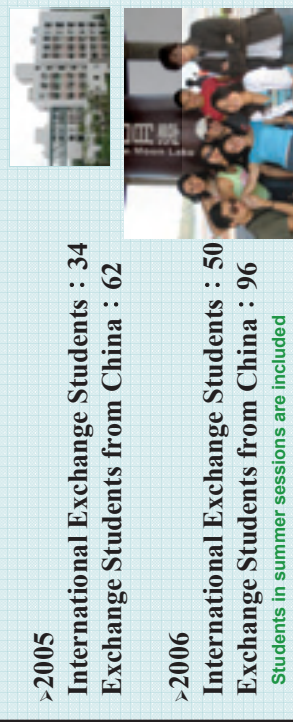 ➢2005
International Exchange Students : 34
Exchange Students from China : 62
➢2006
International Exchange Students : 50
Exchange Students from China : 96
Students in summer sessions are included
Moon Lake